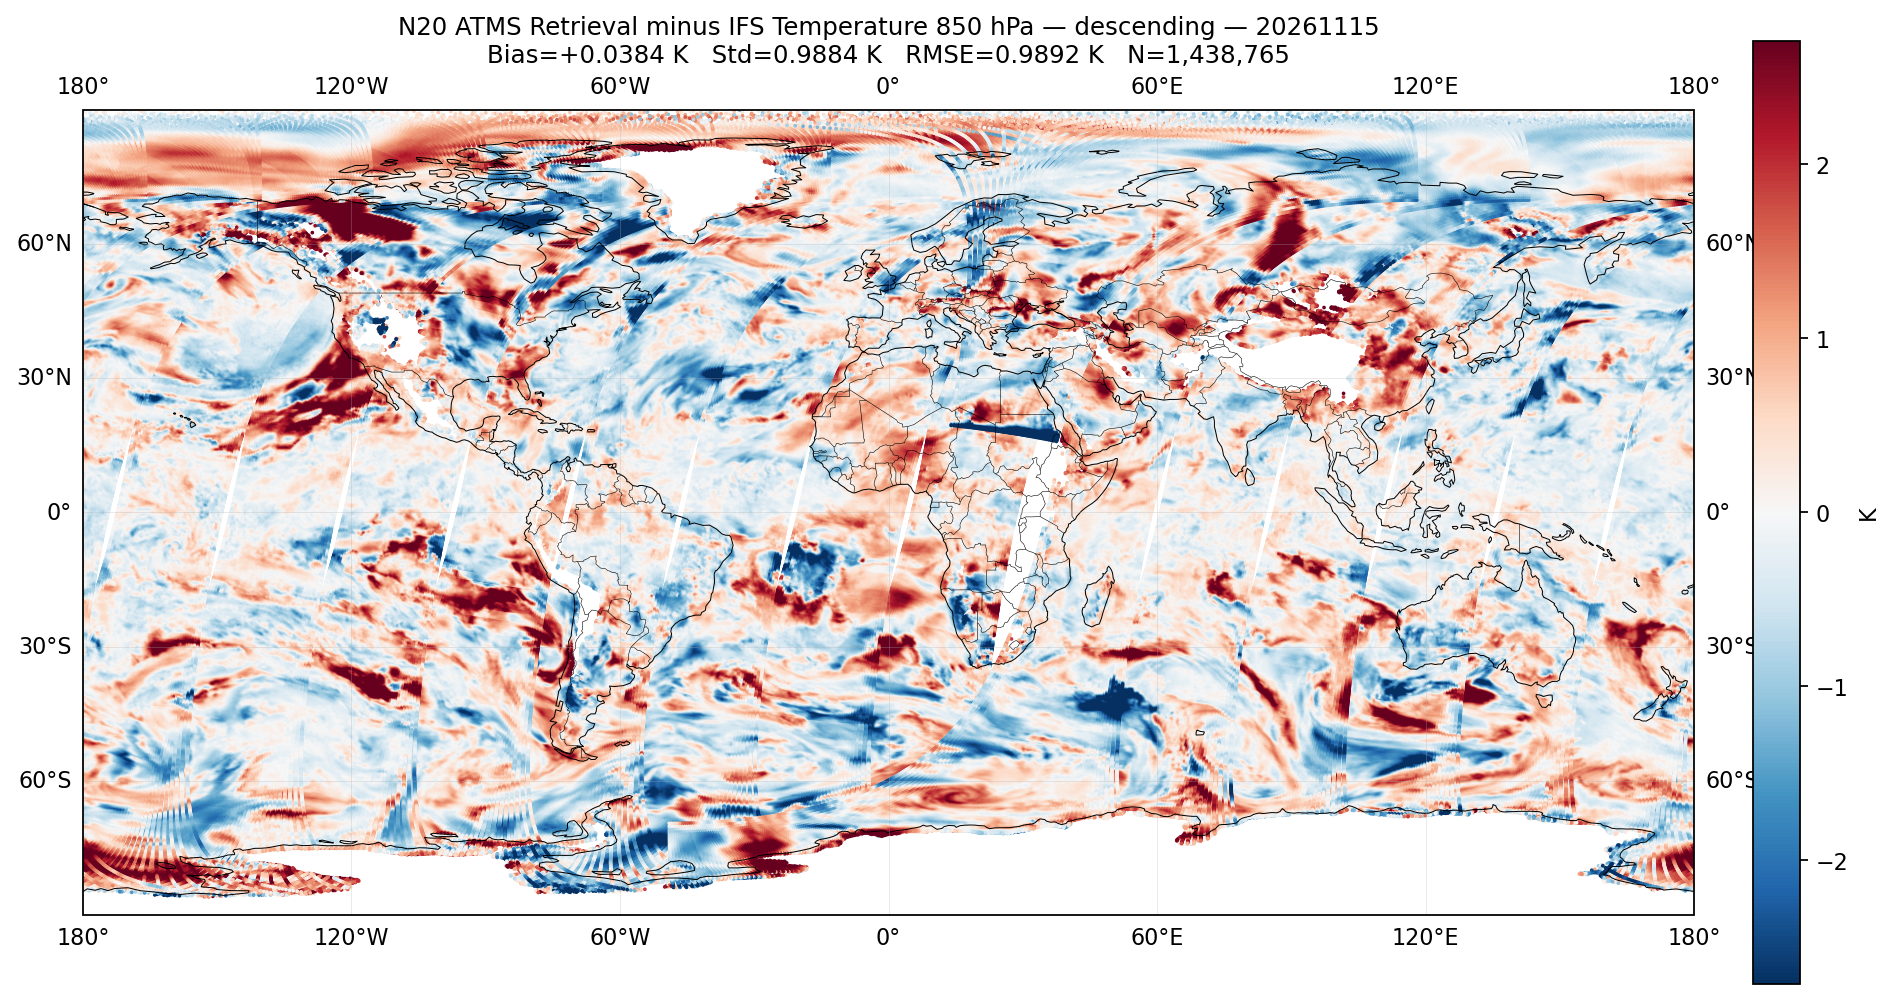 N20 ATMS Retrieval minus IFS Temperature 850 hPa — descending — 20261115
Bias=+0.0384 K   Std=0.9884 K   RMSE=0.9892 K   N=1,438,765
180° 120°W 60°W 0° 60°E 120°E 180°
60°N 60°N
30°N 30°N
0° 0°
30°S 30°S
60°S 60°S
180° 120°W 60°W 0° 60°E 120°E 180°
2
1
0
−1
−2
K